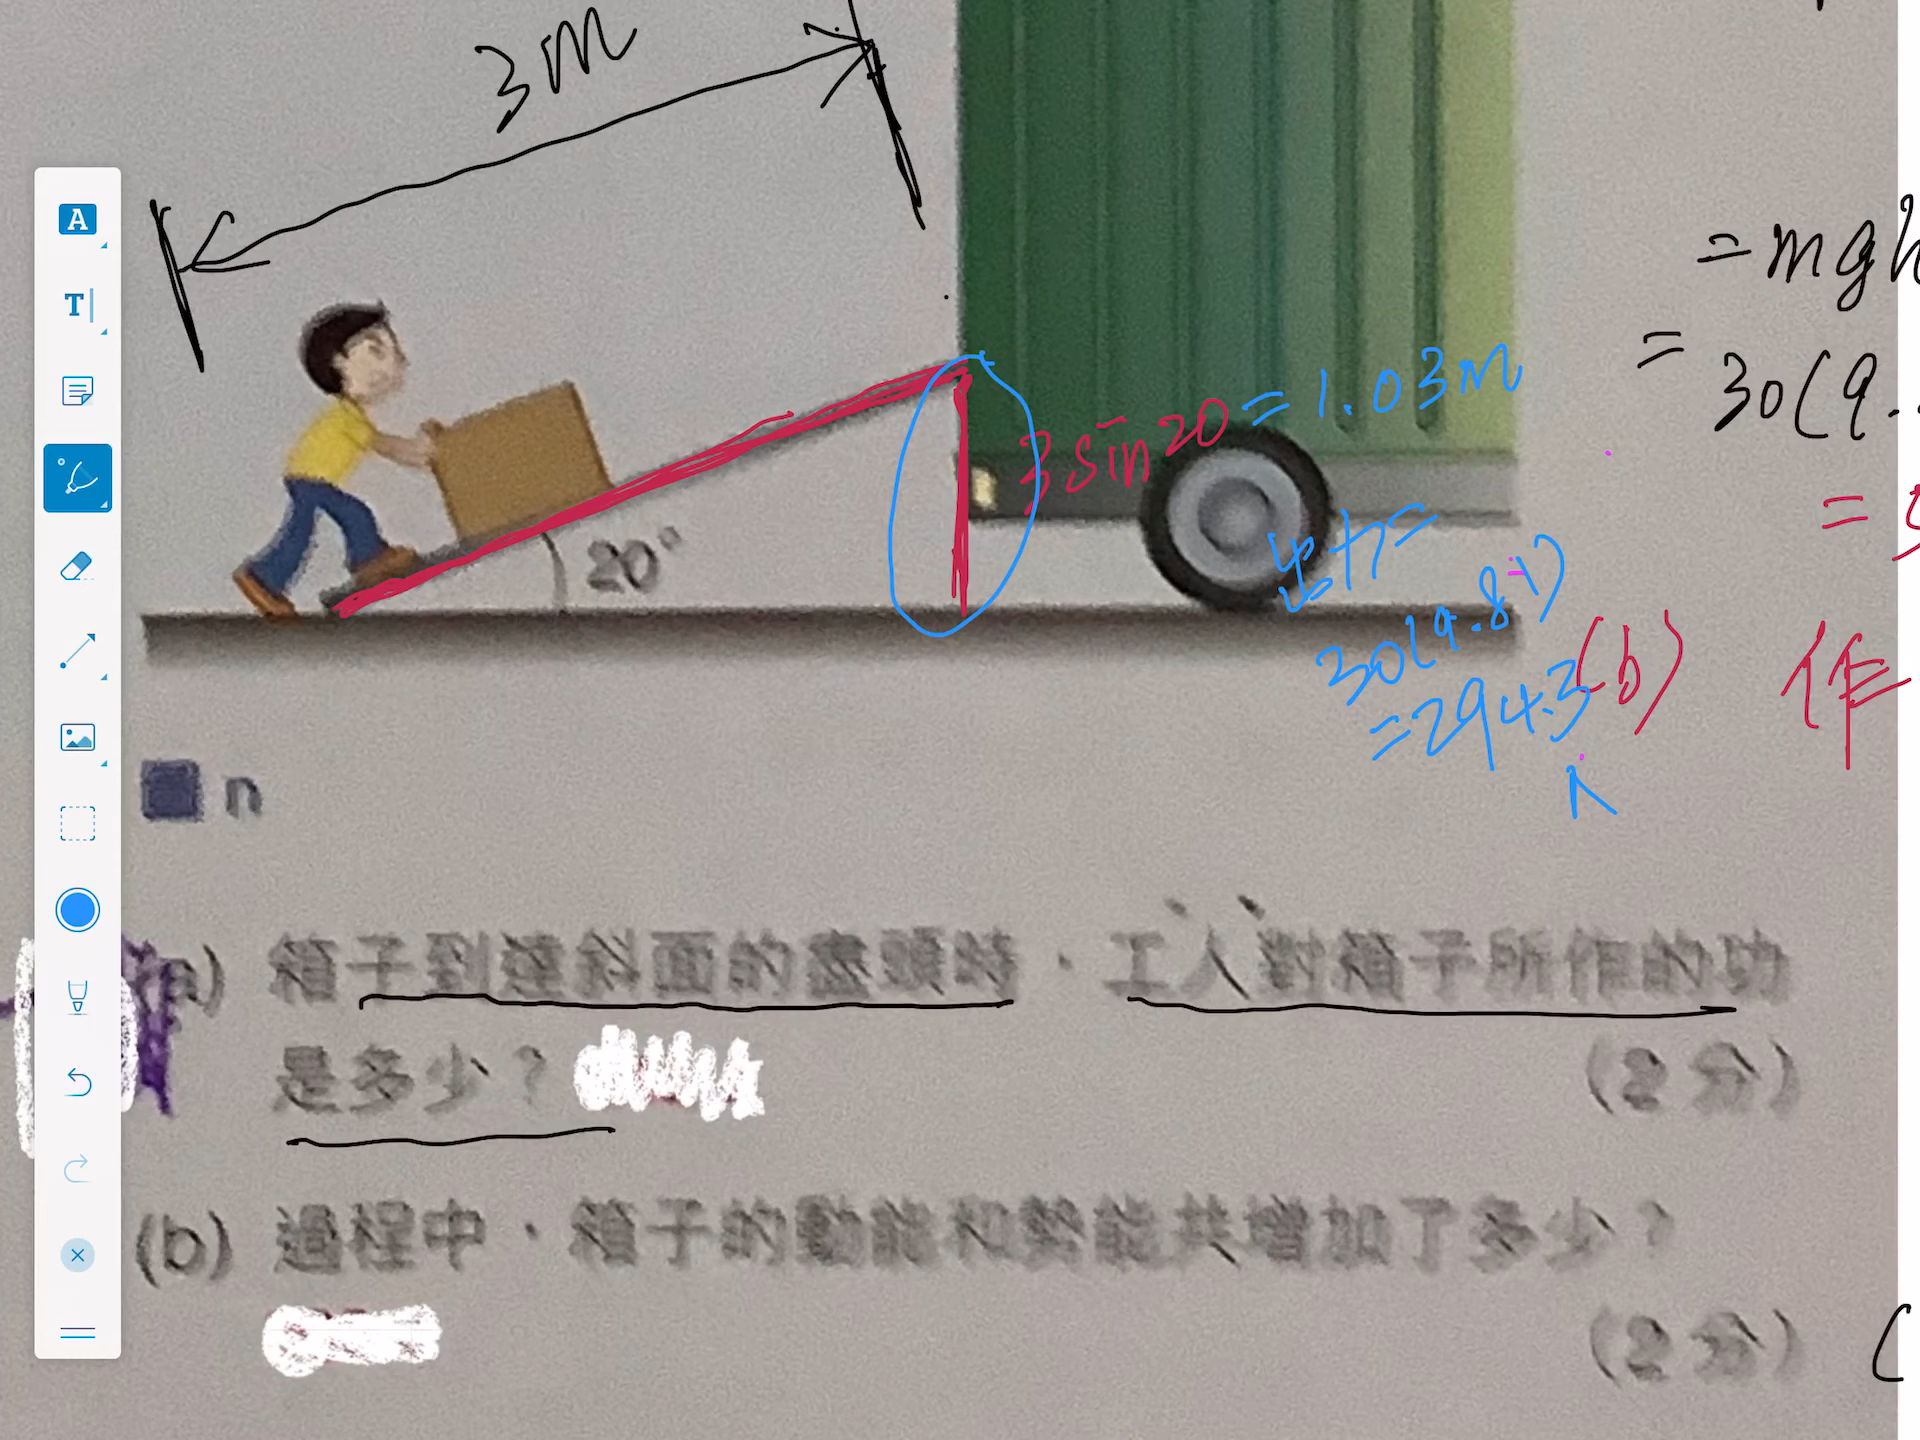 3m
= mgh
= 30(9.
3 sin20 = 1.03m
20°
出力=
30(9.81)
= 294.3
(b) 作
n
a) 箱子到達斜面的盡頭時，工人對箱子所作的功
是多少？
(2 分)
(b) 過程中，箱子的動能和勢能共增加了多少？
(2 分)
(